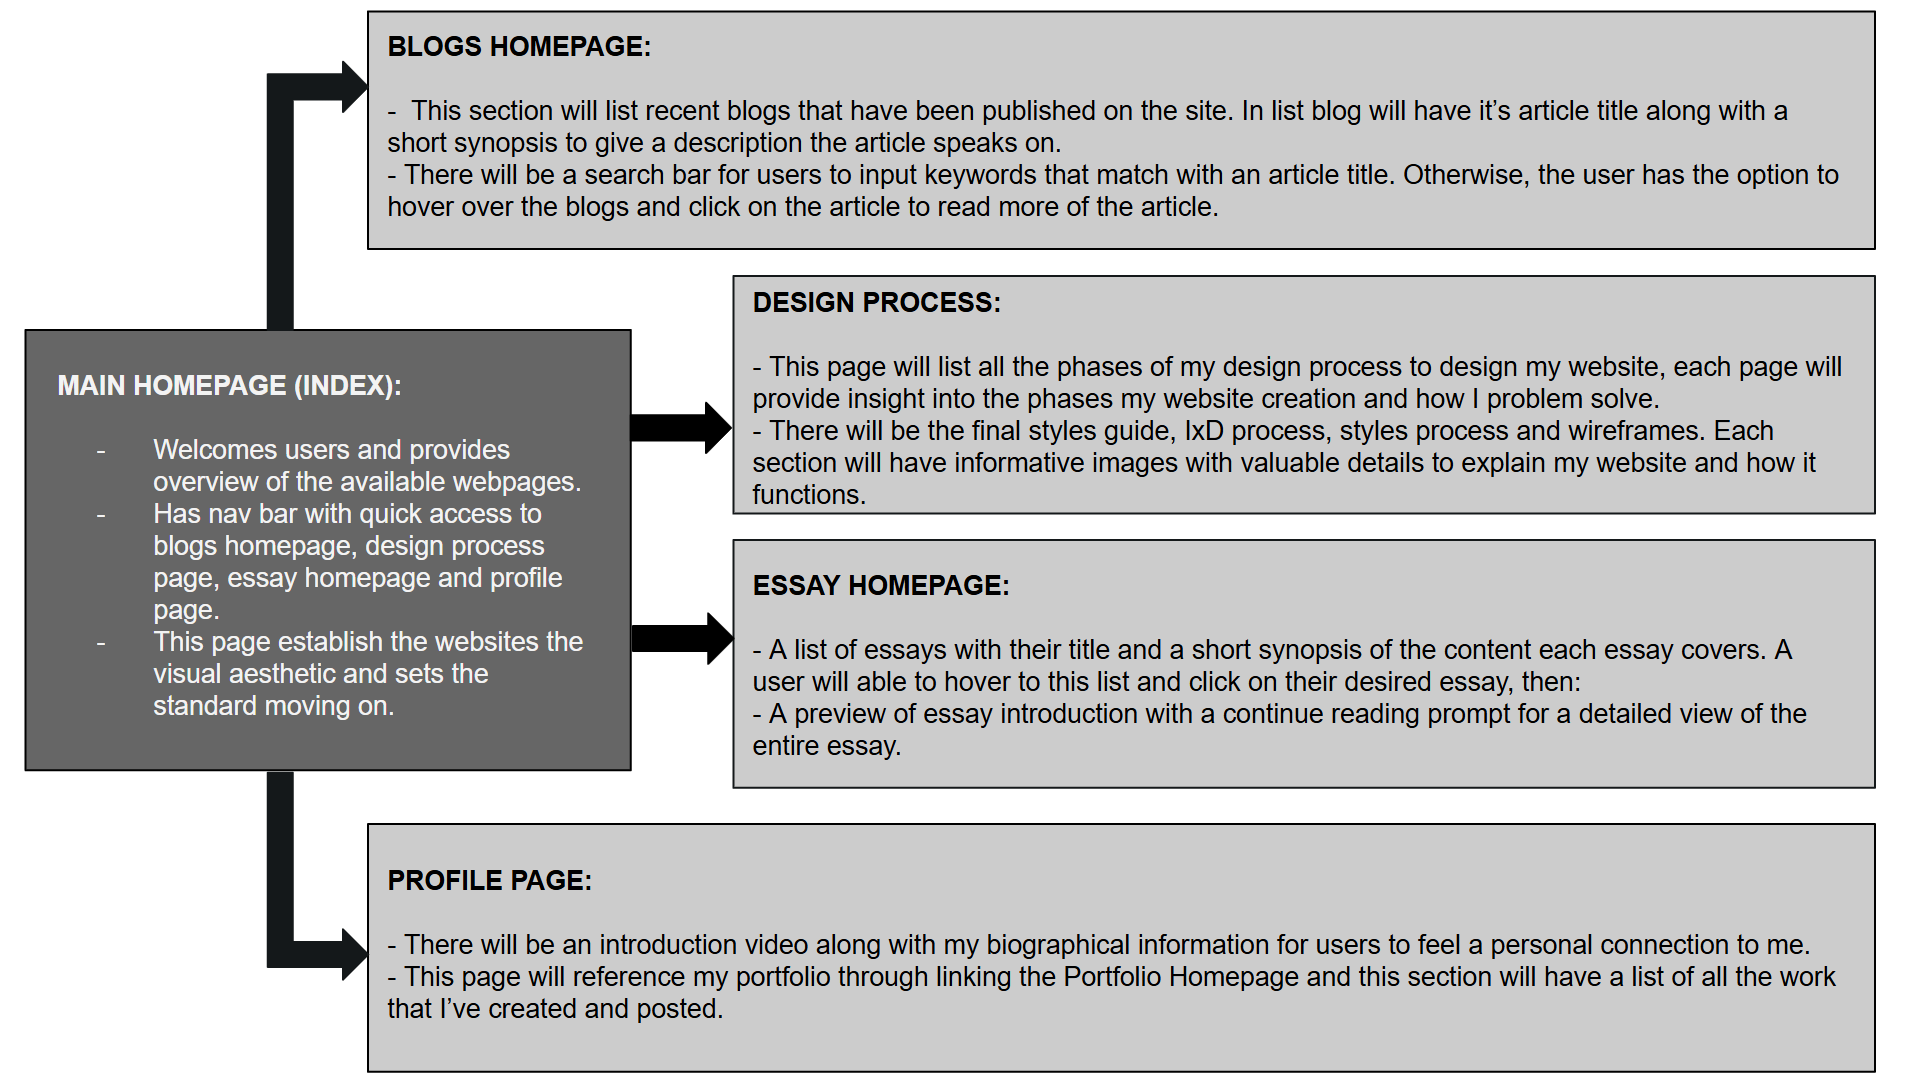 BLOGS HOMEPAGE:
- This section will list recent blogs that have been published on the site. In list blog will have it’s article title along with a
short synopsis to give a description the article speaks on.
- There will be a search bar for users to input keywords that match with an article title. Otherwise, the user has the option to
hover over the blogs and click on the article to read more of the article.
MAIN HOMEPAGE (INDEX):
- Welcomes users and provides
overview of the available webpages.
- Has nav bar with quick access to
blogs homepage, design process
page, essay homepage and profile
page.
- This page establish the websites the
visual aesthetic and sets the
standard moving on.
DESIGN PROCESS:
- This page will list all the phases of my design process to design my website, each page will
provide insight into the phases my website creation and how I problem solve.
- There will be the final styles guide, IxD process, styles process and wireframes. Each
section will have informative images with valuable details to explain my website and how it
functions.
ESSAY HOMEPAGE:
- A list of essays with their title and a short synopsis of the content each essay covers. A
user will able to hover to this list and click on their desired essay, then:
- A preview of essay introduction with a continue reading prompt for a detailed view of the
entire essay.
PROFILE PAGE:
- There will be an introduction video along with my biographical information for users to feel a personal connection to me.
- This page will reference my portfolio through linking the Portfolio Homepage and this section will have a list of all the work
that I’ve created and posted.